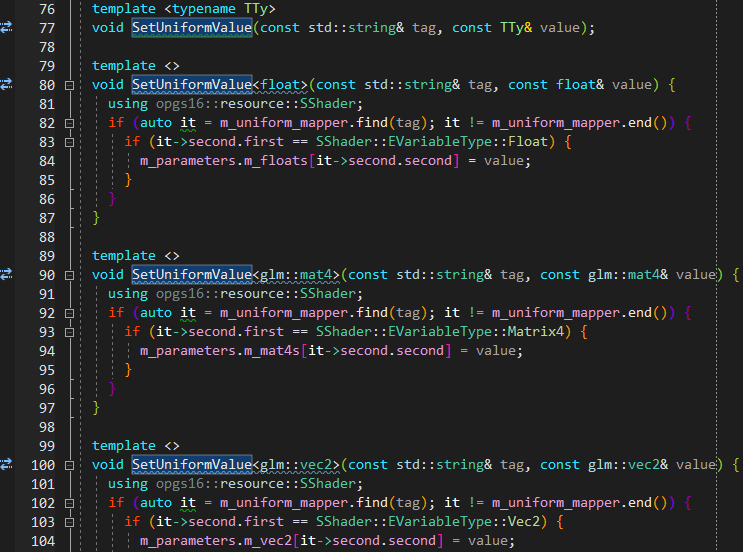 76 template <typename TTy>
77 void SetUniformValue(const std::string& tag, const TTy& value);
78
79 template <>
80 void SetUniformValue<float>(const std::string& tag, const float& value) {
81 using opgs16::resource::SShader;
82 if (auto it = m_uniform_mapper.find(tag); it != m_uniform_mapper.end()) {
83 if (it->second.first == SShader::EVariableType::Float) {
84 m_parameters.m_floats[it->second.second] = value;
85 }
86 }
87 }
88
89 template <>
90 void SetUniformValue<glm::mat4>(const std::string& tag, const glm::mat4& value) {
91 using opgs16::resource::SShader;
92 if (auto it = m_uniform_mapper.find(tag); it != m_uniform_mapper.end()) {
93 if (it->second.first == SShader::EVariableType::Matrix4) {
94 m_parameters.m_mat4s[it->second.second] = value;
95 }
96 }
97 }
98
99 template <>
100 void SetUniformValue<glm::vec2>(const std::string& tag, const glm::vec2& value) {
101 using opgs16::resource::SShader;
102 if (auto it = m_uniform_mapper.find(tag); it != m_uniform_mapper.end()) {
103 if (it->second.first == SShader::EVariableType::Vec2) {
104 m_parameters.m_vec2[it->second.second] = value;